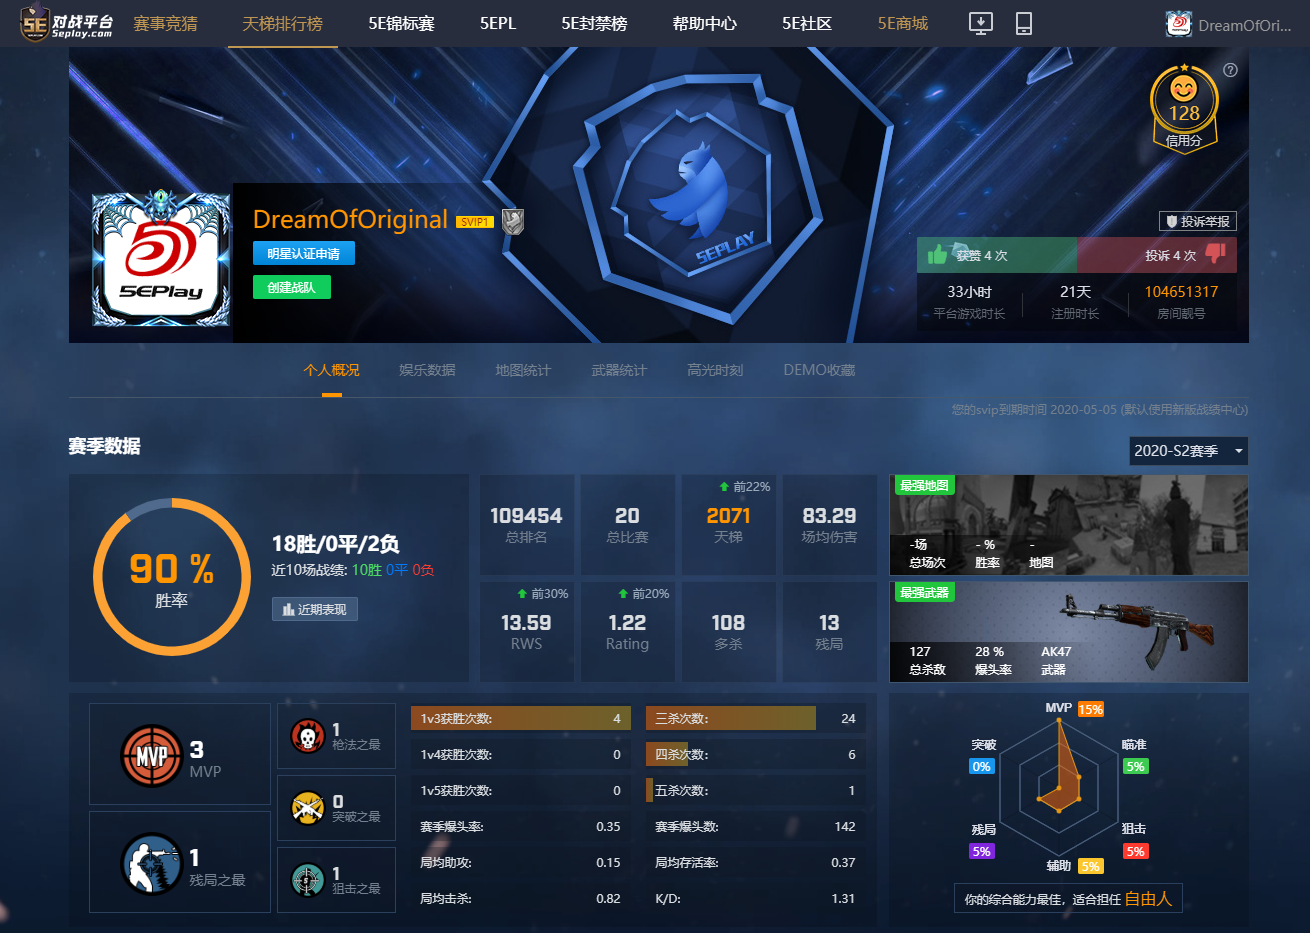 5E 对战平台 5eplay.com
赛事竞猜 天梯排行榜 5E锦标赛 5EPL 5E封禁榜 帮助中心 5E社区 5E商城 DreamOfOri...
128
信用分
5EPLAY
DreamOfOriginal SVIP1
明星认证申请
创建战队
5EPlay
投诉举报
获赞 4 次 投诉 4 次
33小时 21天 104651317
平台游戏时长 注册时长 房间靓号
个人概况 娱乐数据 地图统计 武器统计 高光时刻 DEMO收藏
您的svip到期时间 2020-05-05 (默认使用新版战绩中心)
赛季数据
2020-S2赛季
90 %
胜率
18胜/0平/2负
近10场战绩: 10胜 0平 0负
近期表现
109454
总排名
20
总比赛
前22%
2071
天梯
83.29
场均伤害
前30%
13.59
RWS
前20%
1.22
Rating
108
多杀
13
残局
最强地图
-场 - % -
总场次 胜率 地图
最强武器
127 28 % AK47
总杀敌 爆头率 武器
MVP
3
MVP
1
残局之最
1
枪法之最
0
突破之最
1
狙击之最
1v3获胜次数: 4
1v4获胜次数: 0
1v5获胜次数: 0
赛季爆头率: 0.35
局均助攻: 0.15
局均击杀: 0.82
三杀次数: 24
四杀次数: 6
五杀次数: 1
赛季爆头数: 142
局均存活率: 0.37
K/D: 1.31
MVP 15%
突破
0%
瞄准
5%
残局
5%
狙击
5%
辅助 5%
你的综合能力最佳，适合担任 自由人